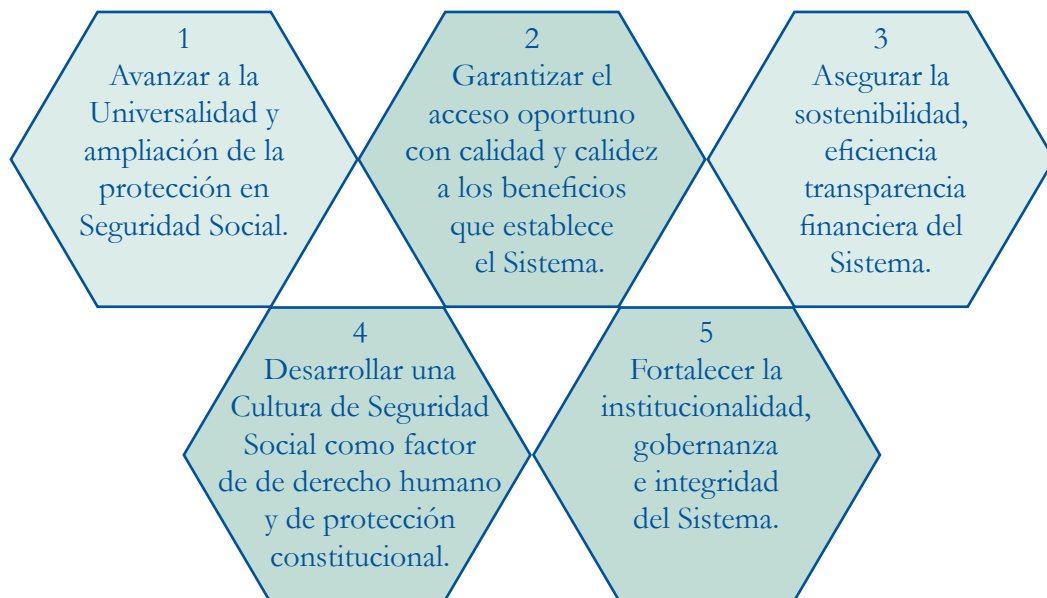 1
Avanzar a la
Universalidad y
ampliación de la
protección en
Seguridad Social.
2
Garantizar el
acceso oportuno
con calidad y calidez
a los beneficios
que establece
el Sistema.
3
Asegurar la
sostenibilidad,
eficiencia
transparencia
financiera del
Sistema.
4
Desarrollar una
Cultura de Seguridad
Social como factor
de de derecho humano
y de protección
constitucional.
5
Fortalecer la
institucionalidad,
gobernanza
e integridad
del Sistema.